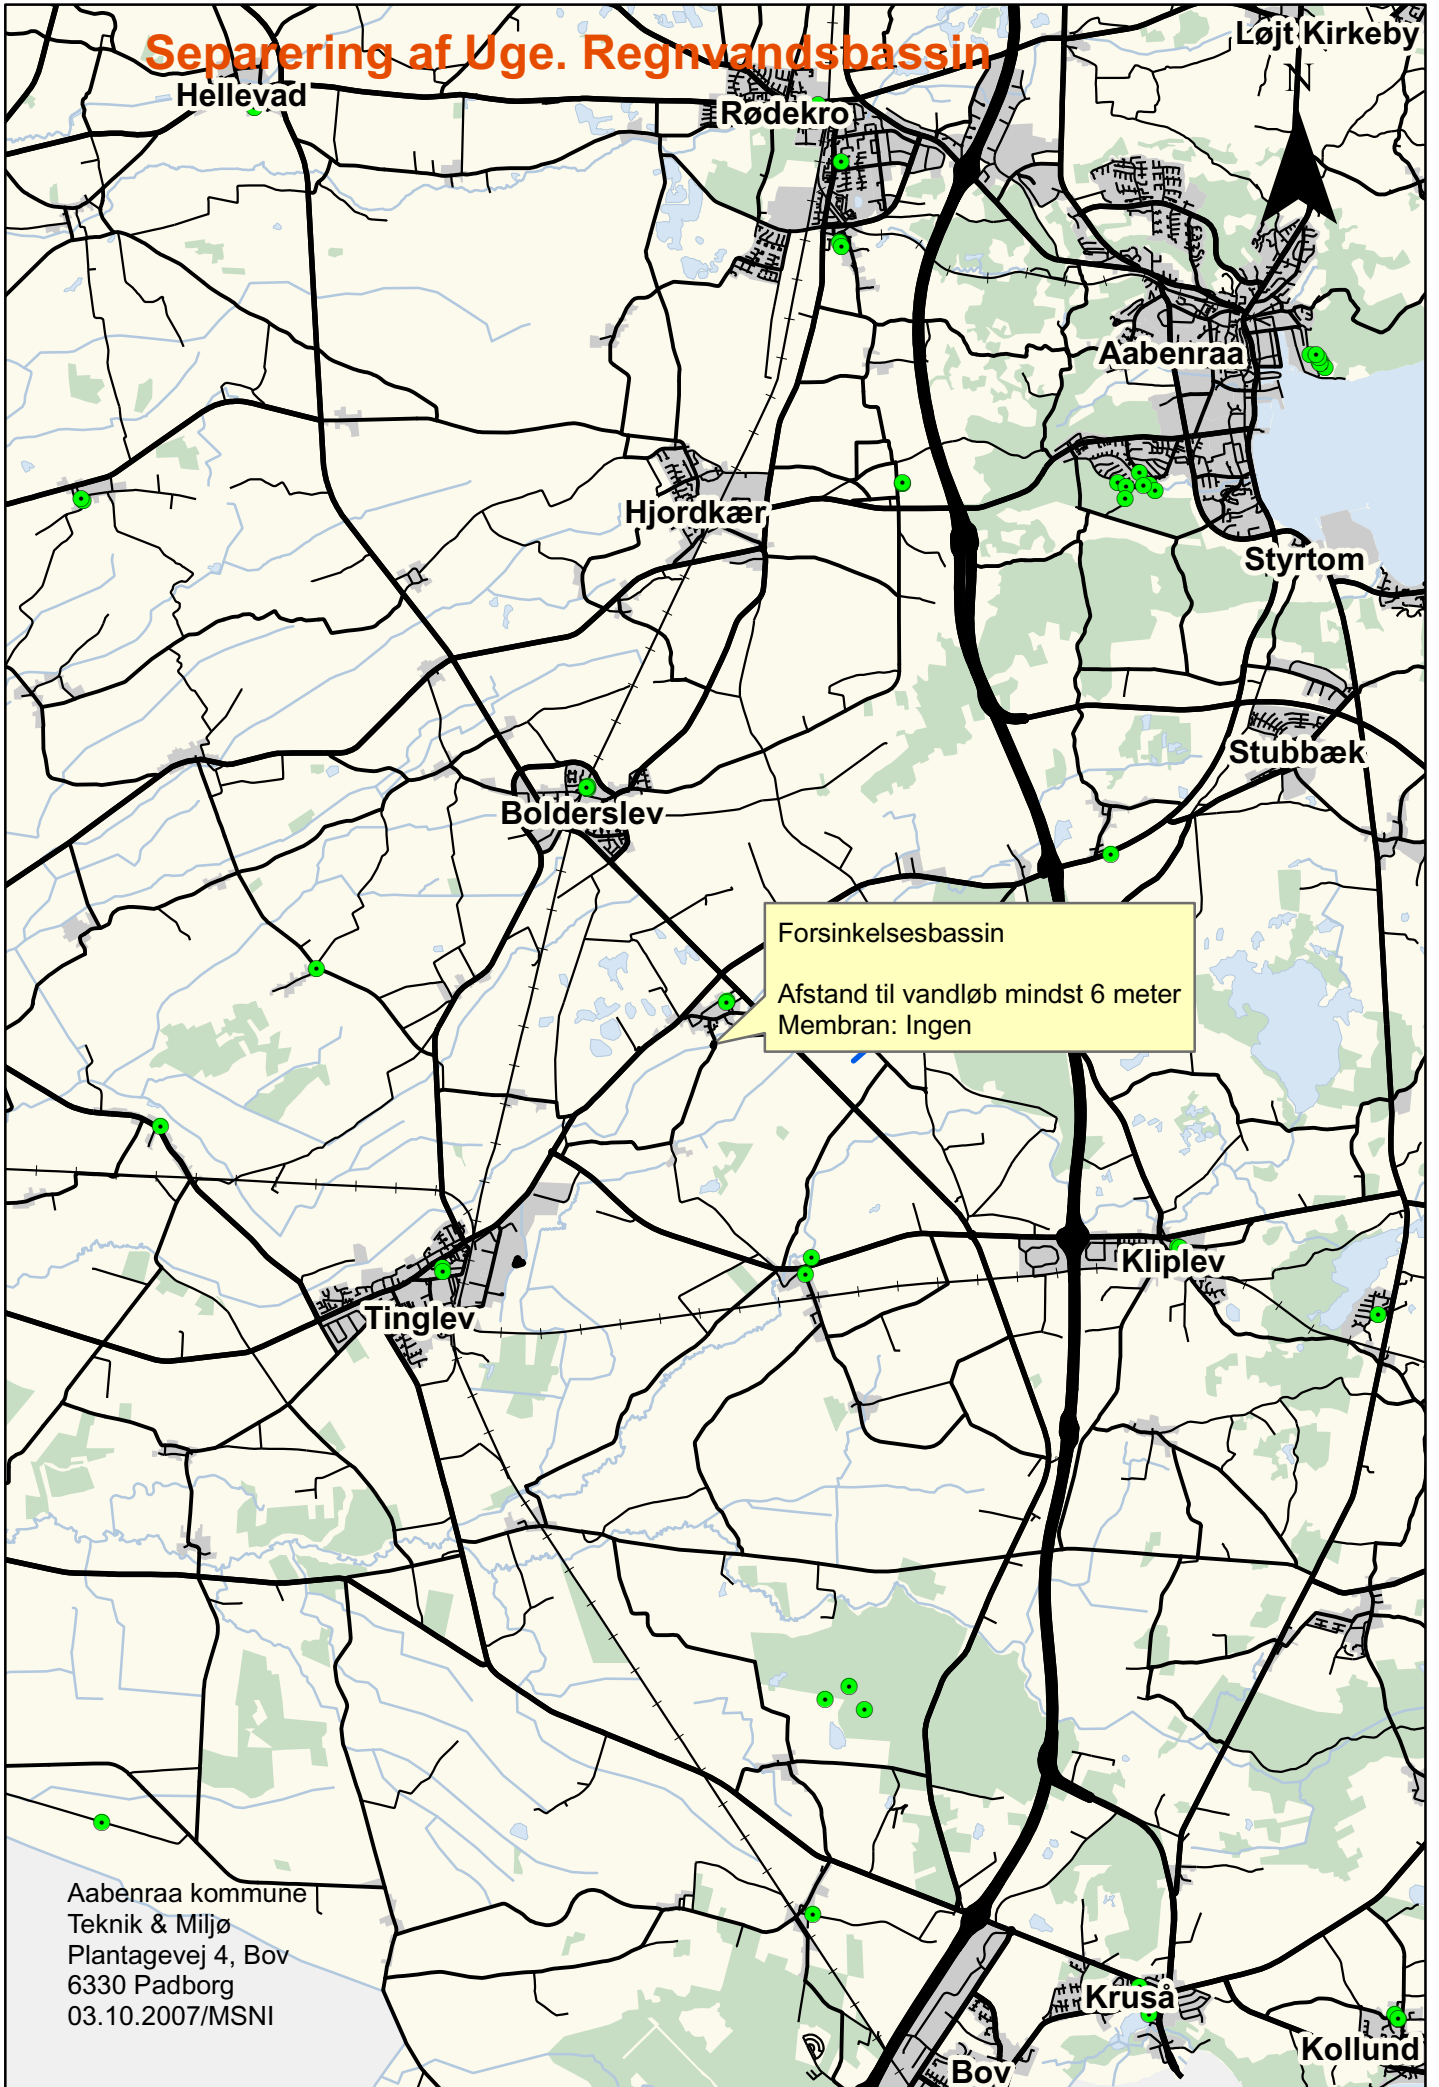 Separering af Uge. Regnvandsbassin
Løjt Kirkeby
N
Hellevad
Rødekro
Aabenraa
Hjordkær
Styrtom
Stubbæk
Bolderslev
Forsinkelsesbassin
Afstand til vandløb mindst 6 meter
Membran: Ingen
Kliplev
Tinglev
Aabenraa kommune
Teknik & Miljø
Plantagevej 4, Bov
6330 Padborg
03.10.2007/MSNI
Kruså
Kollund
Bov